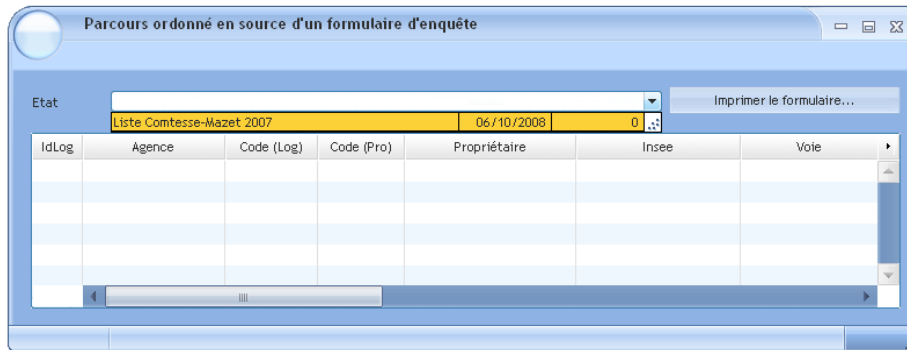 Parcours ordonné en source d'un formulaire d'enquête
Etat
Imprimer le formulaire...
Liste Comtesse-Mazet 2007 06/10/2008 0
IdLog Agence Code (Log) Code (Pro) Propriétaire Insee Voie